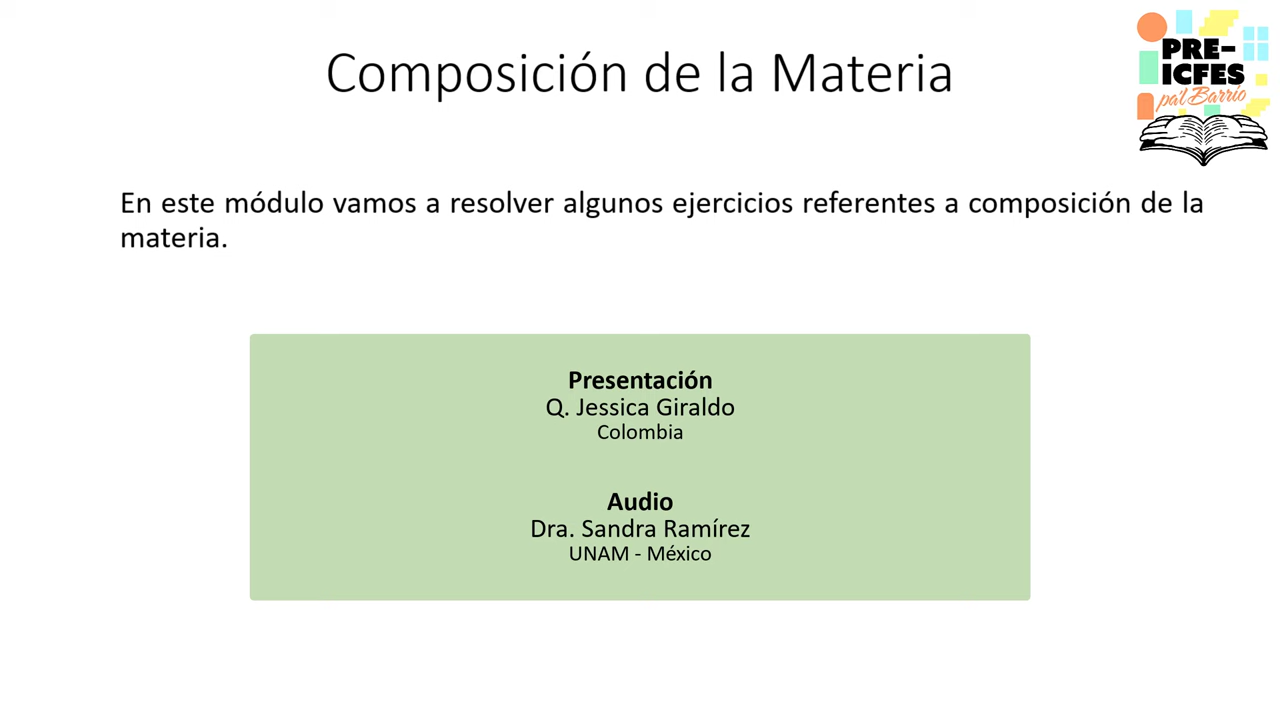 Composición de la Materia
PRE-
ICFES
pa'l Barrio
En este módulo vamos a resolver algunos ejercicios referentes a composición de la
materia.
Presentación
Q. Jessica Giraldo
Colombia
Audio
Dra. Sandra Ramírez
UNAM - México